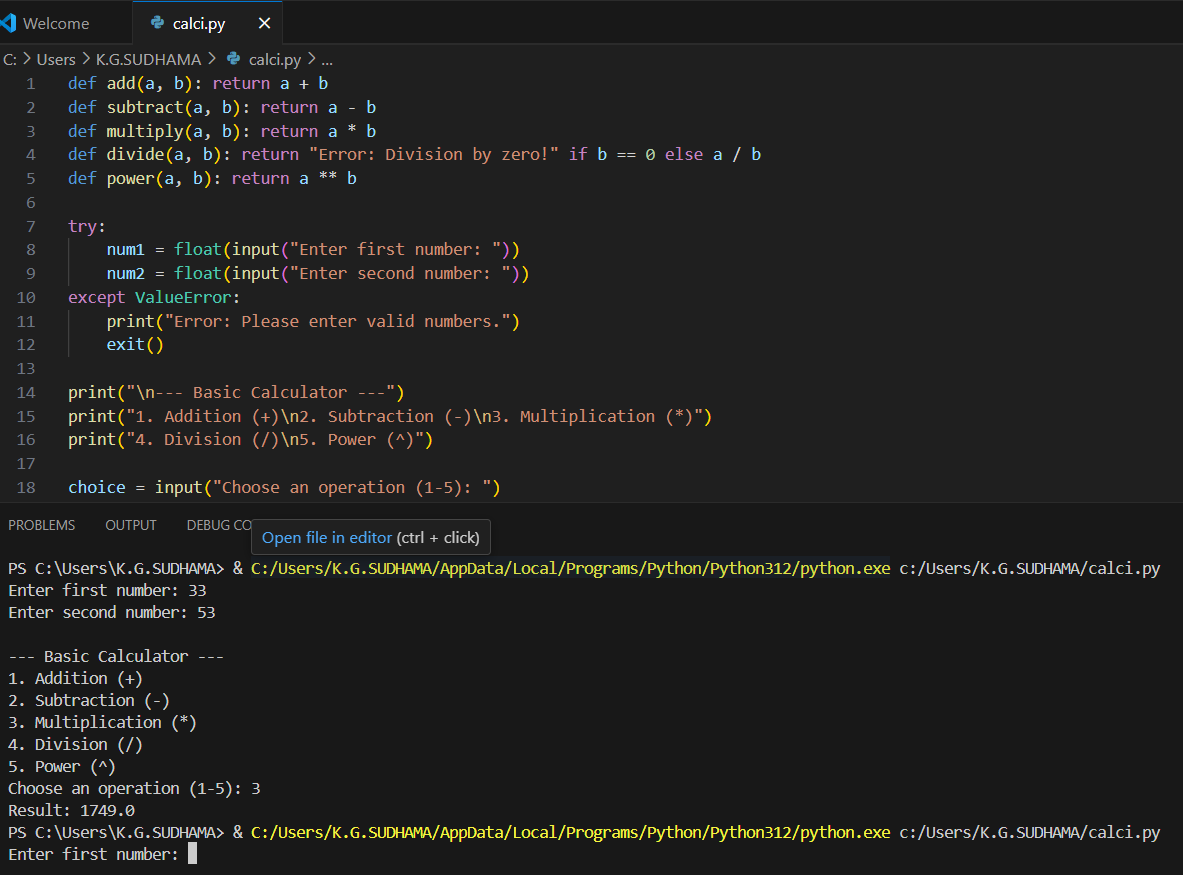 Welcome
calci.py
C: > Users > K.G.SUDHAMA > calci.py > ...
1 def add(a, b): return a + b
2 def subtract(a, b): return a - b
3 def multiply(a, b): return a * b
4 def divide(a, b): return "Error: Division by zero!" if b == 0 else a / b
5 def power(a, b): return a ** b
6
7 try:
8     num1 = float(input("Enter first number: "))
9     num2 = float(input("Enter second number: "))
10 except ValueError:
11     print("Error: Please enter valid numbers.")
12     exit()
13
14 print("\n--- Basic Calculator ---")
15 print("1. Addition (+)\n2. Subtraction (-)\n3. Multiplication (*)")
16 print("4. Division (/)\n5. Power (^)")
17
18 choice = input("Choose an operation (1-5): ")
PROBLEMS OUTPUT DEBUG CO
Open file in editor (ctrl + click)
PS C:\Users\K.G.SUDHAMA> & C:/Users/K.G.SUDHAMA/AppData/Local/Programs/Python/Python312/python.exe c:/Users/K.G.SUDHAMA/calci.py
Enter first number: 33
Enter second number: 53

--- Basic Calculator ---
1. Addition (+)
2. Subtraction (-)
3. Multiplication (*)
4. Division (/)
5. Power (^)
Choose an operation (1-5): 3
Result: 1749.0
PS C:\Users\K.G.SUDHAMA> & C:/Users/K.G.SUDHAMA/AppData/Local/Programs/Python/Python312/python.exe c:/Users/K.G.SUDHAMA/calci.py
Enter first number: